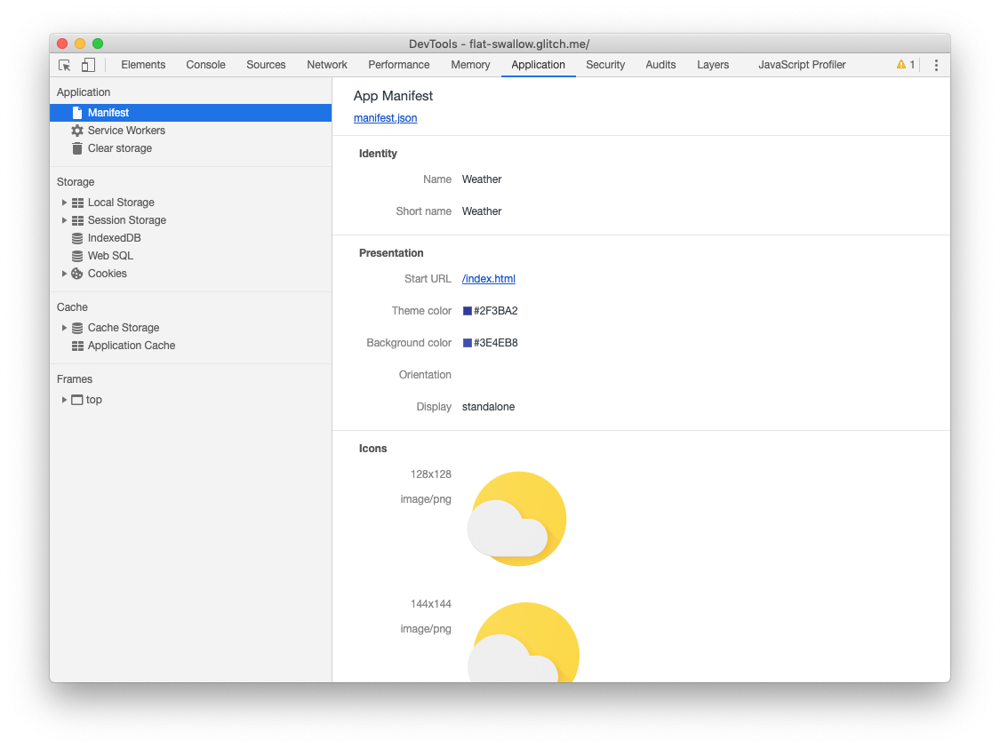 DevTools - flat-swallow.glitch.me/
Elements Console Sources Network Performance Memory Application Security Audits Layers JavaScript Profiler 1
Application
Manifest
Service Workers
Clear storage
Storage
Local Storage
Session Storage
IndexedDB
Web SQL
Cookies
Cache
Cache Storage
Application Cache
Frames
top
App Manifest
manifest.json
Identity
Name Weather
Short name Weather
Presentation
Start URL /index.html
Theme color #2F3BA2
Background color #3E4EB8
Orientation
Display standalone
Icons
128x128
image/png
144x144
image/png